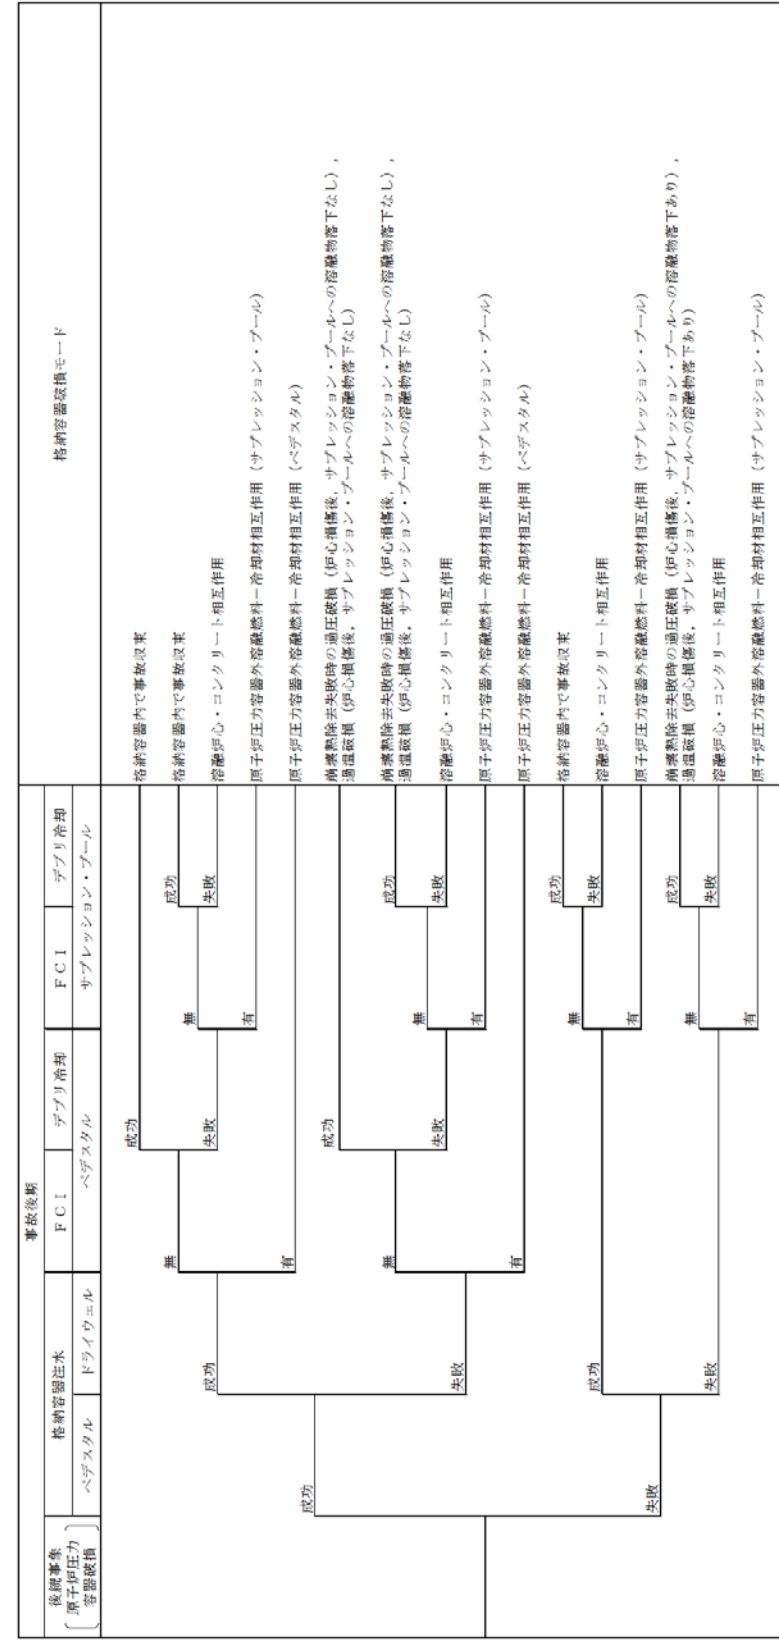 後続事象
原子炉圧力
容器破損
事故後期
格納容器注水
ペデスタル
ドライウェル
ペデスタル
FCI
デブリ冷却
サプレッション・プール
FCI
デブリ冷却
格納容器破損モード
成功
失敗
成功
失敗
成功
失敗
無
有
無
有
成功
失敗
成功
失敗
無
有
無
有
無
有
無
有
成功
失敗
成功
失敗
成功
失敗
成功
失敗
格納容器内で事故収束
格納容器内で事故収束
溶融炉心・コンクリート相互作用
原子炉圧力容器外溶融燃料－冷却材相互作用（サプレッション・プール）
原子炉圧力容器外溶融燃料－冷却材相互作用（ペデスタル）
崩壊熱除去失敗時の過圧破損（炉心損傷後，サプレッション・プールへの溶融物落下なし），
過温破損（炉心損傷後，サプレッション・プールへの溶融物落下なし）
崩壊熱除去失敗時の過圧破損（炉心損傷後，サプレッション・プールへの溶融物落下なし），
過温破損（炉心損傷後，サプレッション・プールへの溶融物落下なし）
溶融炉心・コンクリート相互作用
原子炉圧力容器外溶融燃料－冷却材相互作用（サプレッション・プール）
原子炉圧力容器外溶融燃料－冷却材相互作用（ペデスタル）
格納容器内で事故収束
溶融炉心・コンクリート相互作用
原子炉圧力容器外溶融燃料－冷却材相互作用（サプレッション・プール）
崩壊熱除去失敗時の過圧破損（炉心損傷後，サプレッション・プールへの溶融物落下あり），
過温破損（炉心損傷後，サプレッション・プールへの溶融物落下あり）
溶融炉心・コンクリート相互作用
原子炉圧力容器外溶融燃料－冷却材相互作用（サプレッション・プール）